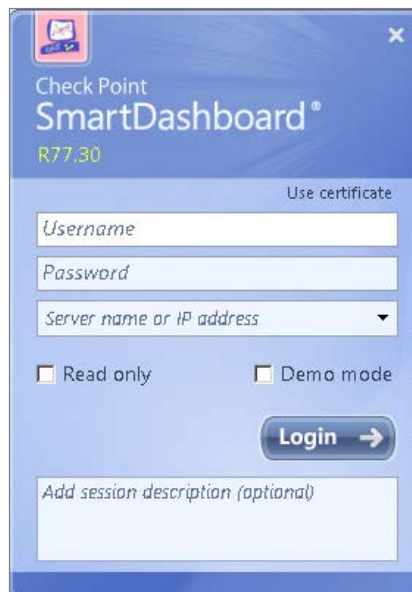 Check Point
SmartDashboard®
R77.30
Use certificate
Username
Password
Server name or IP address
Read only
Demo mode
Login
Add session description (optional)